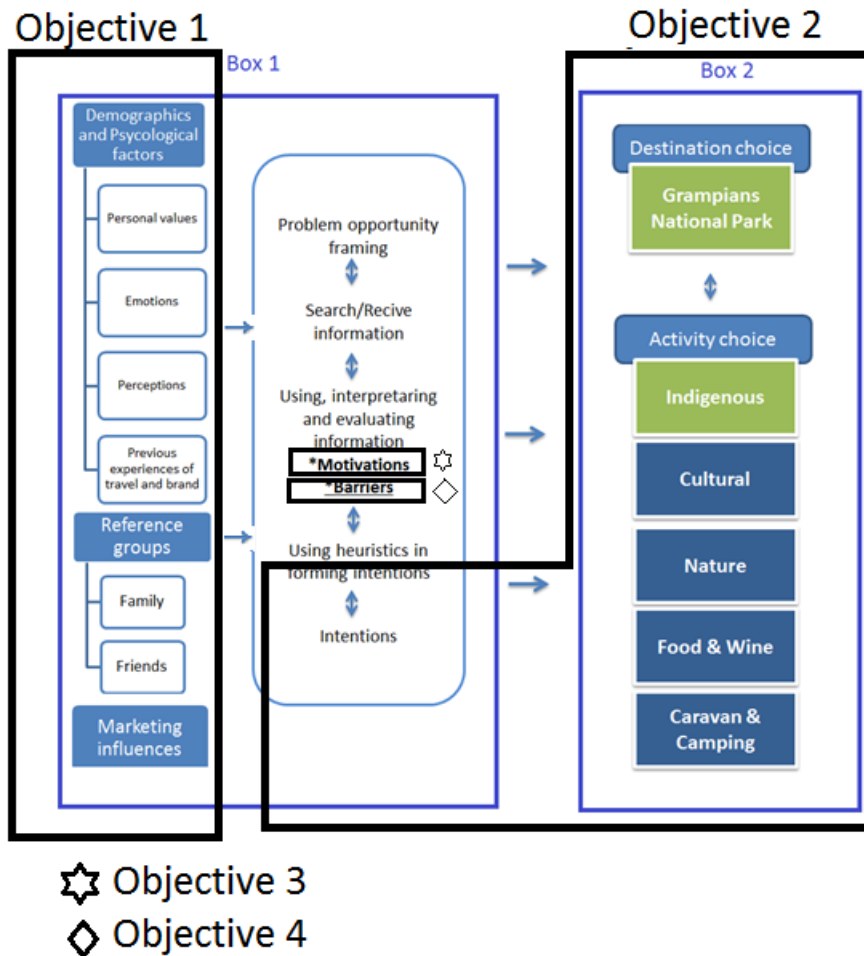 Objective 1
Objective 2
Box 1
Box 2
Demographics
and Psycological
factors
Personal values
Emotions
Perceptions
Previous
experiences of
travel and brand
Reference
groups
Family
Friends
Marketing
influences
Problem opportunity
framing
Search/Recive
information
Using, interpretaring
and evaluating
information
*Motivations
*Barriers
Using heuristics in
forming intentions
Intentions
Destination choice
Grampians
National Park
Activity choice
Indigenous
Cultural
Nature
Food & Wine
Caravan &
Camping
Objective 3
Objective 4